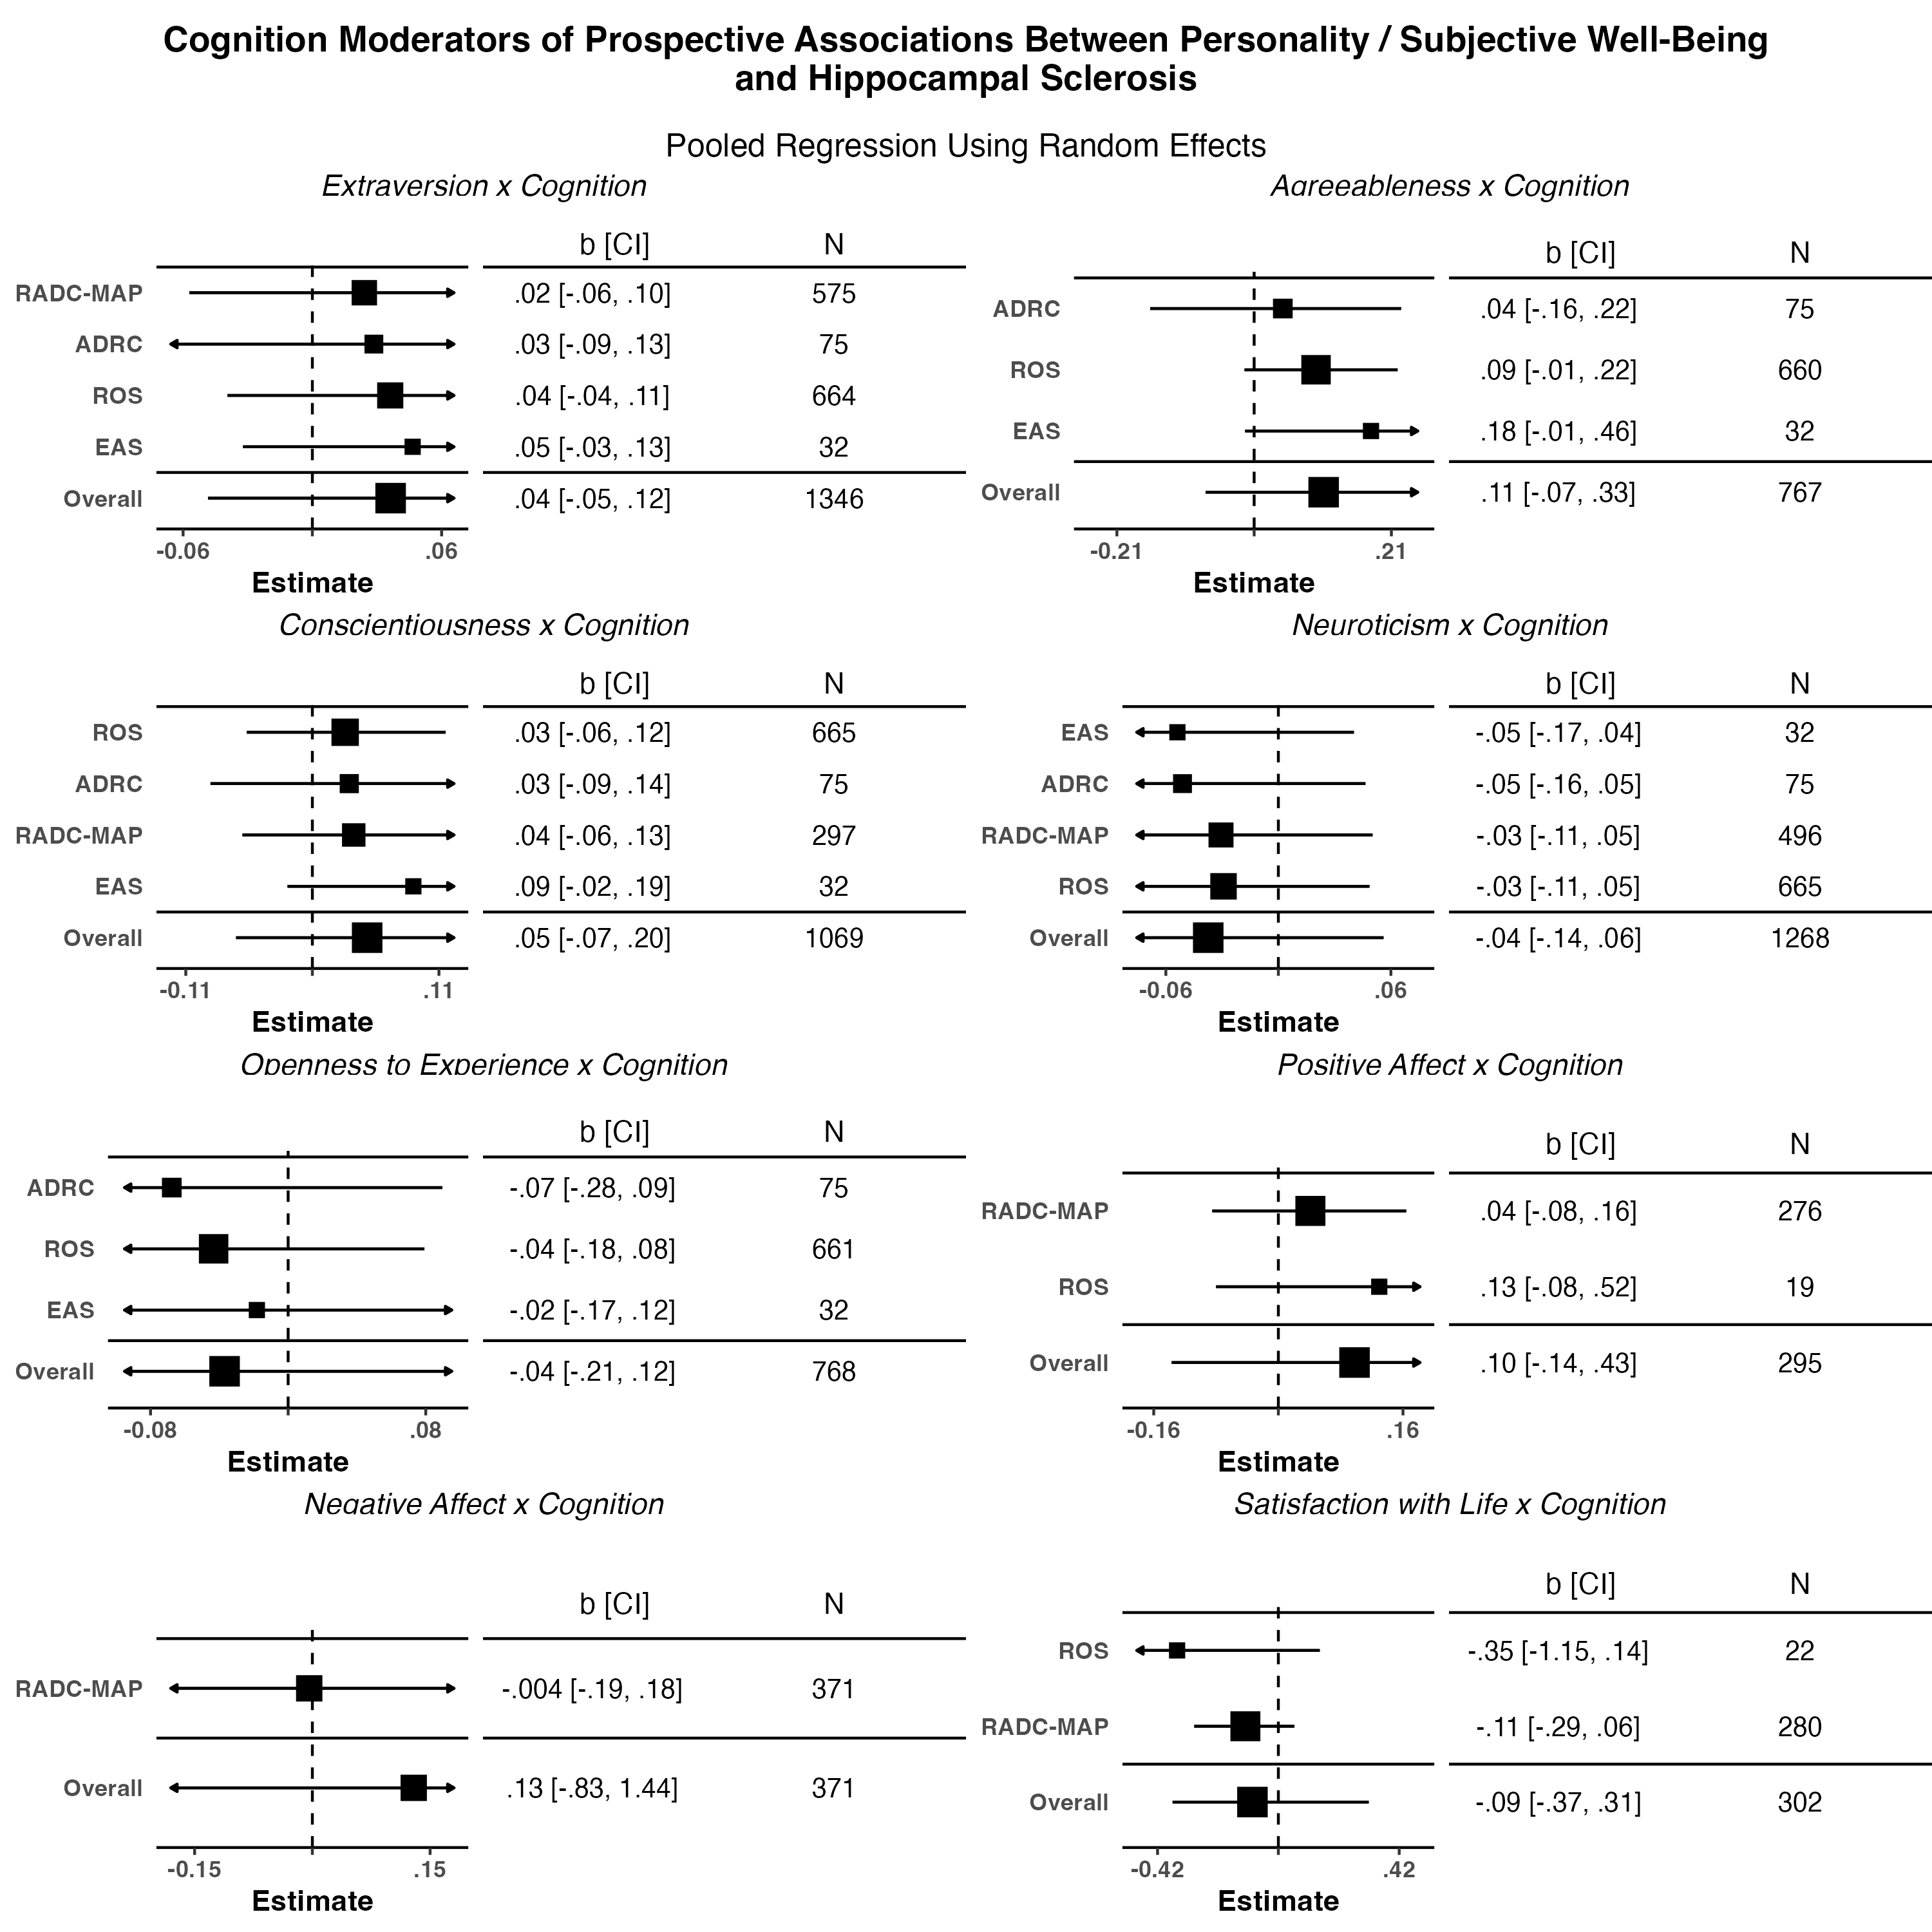 Cognition Moderators of Prospective Associations Between Personality / Subjective Well-Being
and Hippocampal Sclerosis
Pooled Regression Using Random Effects
Extraversion x Cognition
b [CI] N
RADC-MAP .02 [-.06, .10] 575
ADRC .03 [-.09, .13] 75
ROS .04 [-.04, .11] 664
EAS .05 [-.03, .13] 32
Overall .04 [-.05, .12] 1346
-0.06 .06
Estimate
Agreeableness x Cognition
b [CI] N
ADRC .04 [-.16, .22] 75
ROS .09 [-.01, .22] 660
EAS .18 [-.01, .46] 32
Overall .11 [-.07, .33] 767
-0.21 .21
Estimate
Conscientiousness x Cognition
b [CI] N
ROS .03 [-.06, .12] 665
ADRC .03 [-.09, .14] 75
RADC-MAP .04 [-.06, .13] 297
EAS .09 [-.02, .19] 32
Overall .05 [-.07, .20] 1069
-0.11 .11
Estimate
Neuroticism x Cognition
b [CI] N
EAS -.05 [-.17, .04] 32
ADRC -.05 [-.16, .05] 75
RADC-MAP -.03 [-.11, .05] 496
ROS -.03 [-.11, .05] 665
Overall -.04 [-.14, .06] 1268
-0.06 .06
Estimate
Openness to Experience x Cognition
b [CI] N
ADRC -.07 [-.28, .09] 75
ROS -.04 [-.18, .08] 661
EAS -.02 [-.17, .12] 32
Overall -.04 [-.21, .12] 768
-0.08 .08
Estimate
Positive Affect x Cognition
b [CI] N
RADC-MAP .04 [-.08, .16] 276
ROS .13 [-.08, .52] 19
Overall .10 [-.14, .43] 295
-0.16 .16
Estimate
Negative Affect x Cognition
b [CI] N
RADC-MAP -.004 [-.19, .18] 371
Overall .13 [-.83, 1.44] 371
-0.15 .15
Estimate
Satisfaction with Life x Cognition
b [CI] N
ROS -.35 [-1.15, .14] 22
RADC-MAP -.11 [-.29, .06] 280
Overall -.09 [-.37, .31] 302
-0.42 .42
Estimate